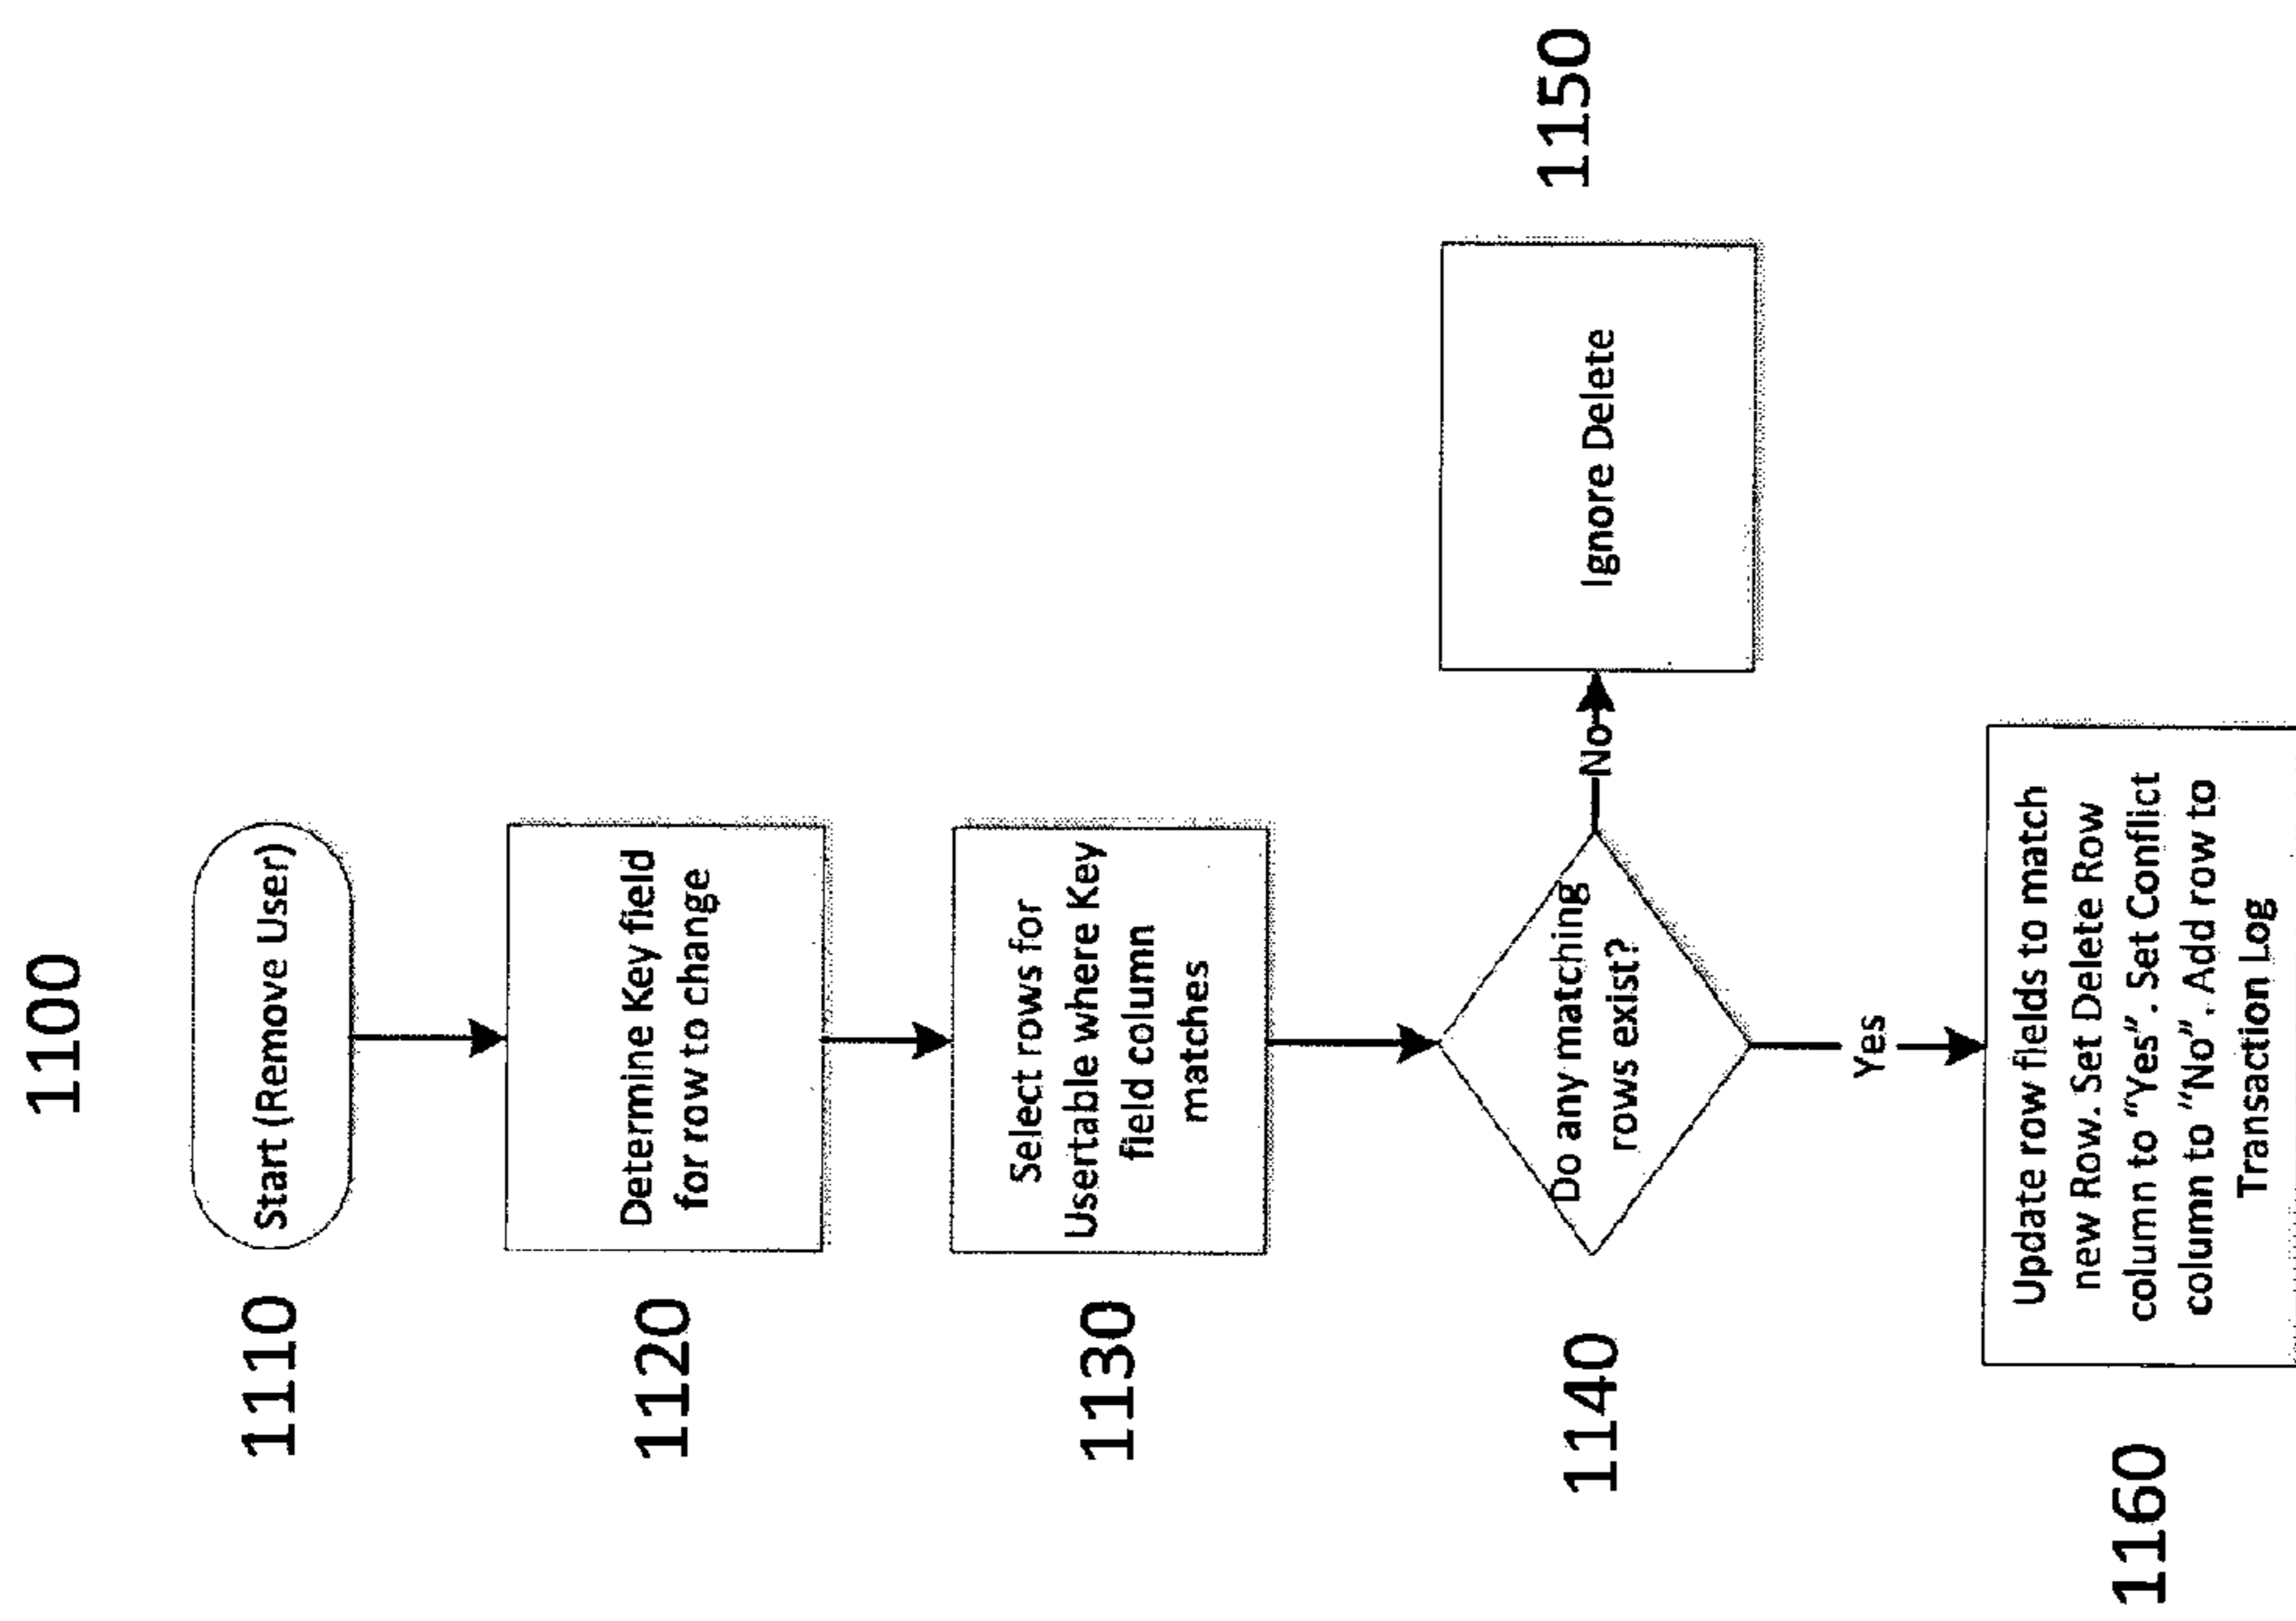 1100
1110
Start (Remove User)
1120
Determine Key field
for row to change
1130
Select rows for
Usertable where Key
field column
matches
1140
Do any matching
rows exist?
No
1150
Ignore Delete
Yes
1160
Update row fields to match
new Row. Set Delete Row
column to “Yes”. Set Conflict
column to “No”. Add row to
Transaction Log